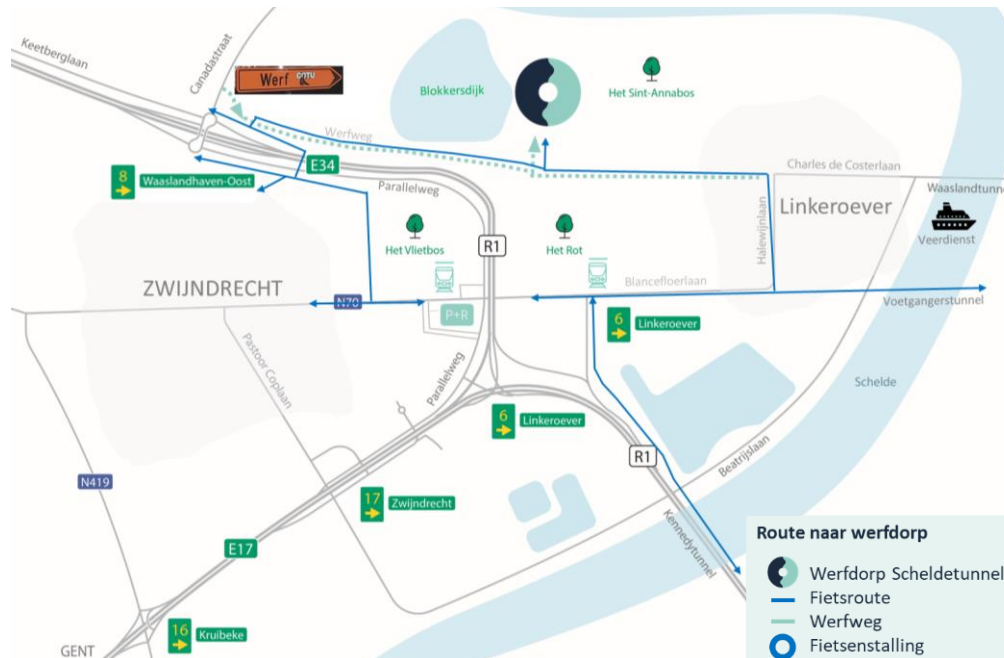 Keetberglaan
Canadastraat
Werf COTU
Blokkersdijk
Het Sint-Annabos
Werfweg
E34
8
Waaslandhaven-Oost
Parallelweg
Charles de Costerlaan
Waaslandtunn
Linkeroever
Veerdienst
Halewijnlaan
Het Vlietbos
R1
Het Rot
Blancefloerlaan
ZWIJNDRECHT
N70
P+R
Voetgangerstunnel
6
Linkeroever
Pastoor Coplaan
Parallelweg
Schelde
6
Linkeroever
R1
Beatrijslaan
N419
17
Zwijndrecht
Kennedytunnel
E17
16
Kruibeke
GENT
Route naar werfdorp
Werfdorp Scheldetunnel
Fietsroute
Werfweg
Fietsenstalling